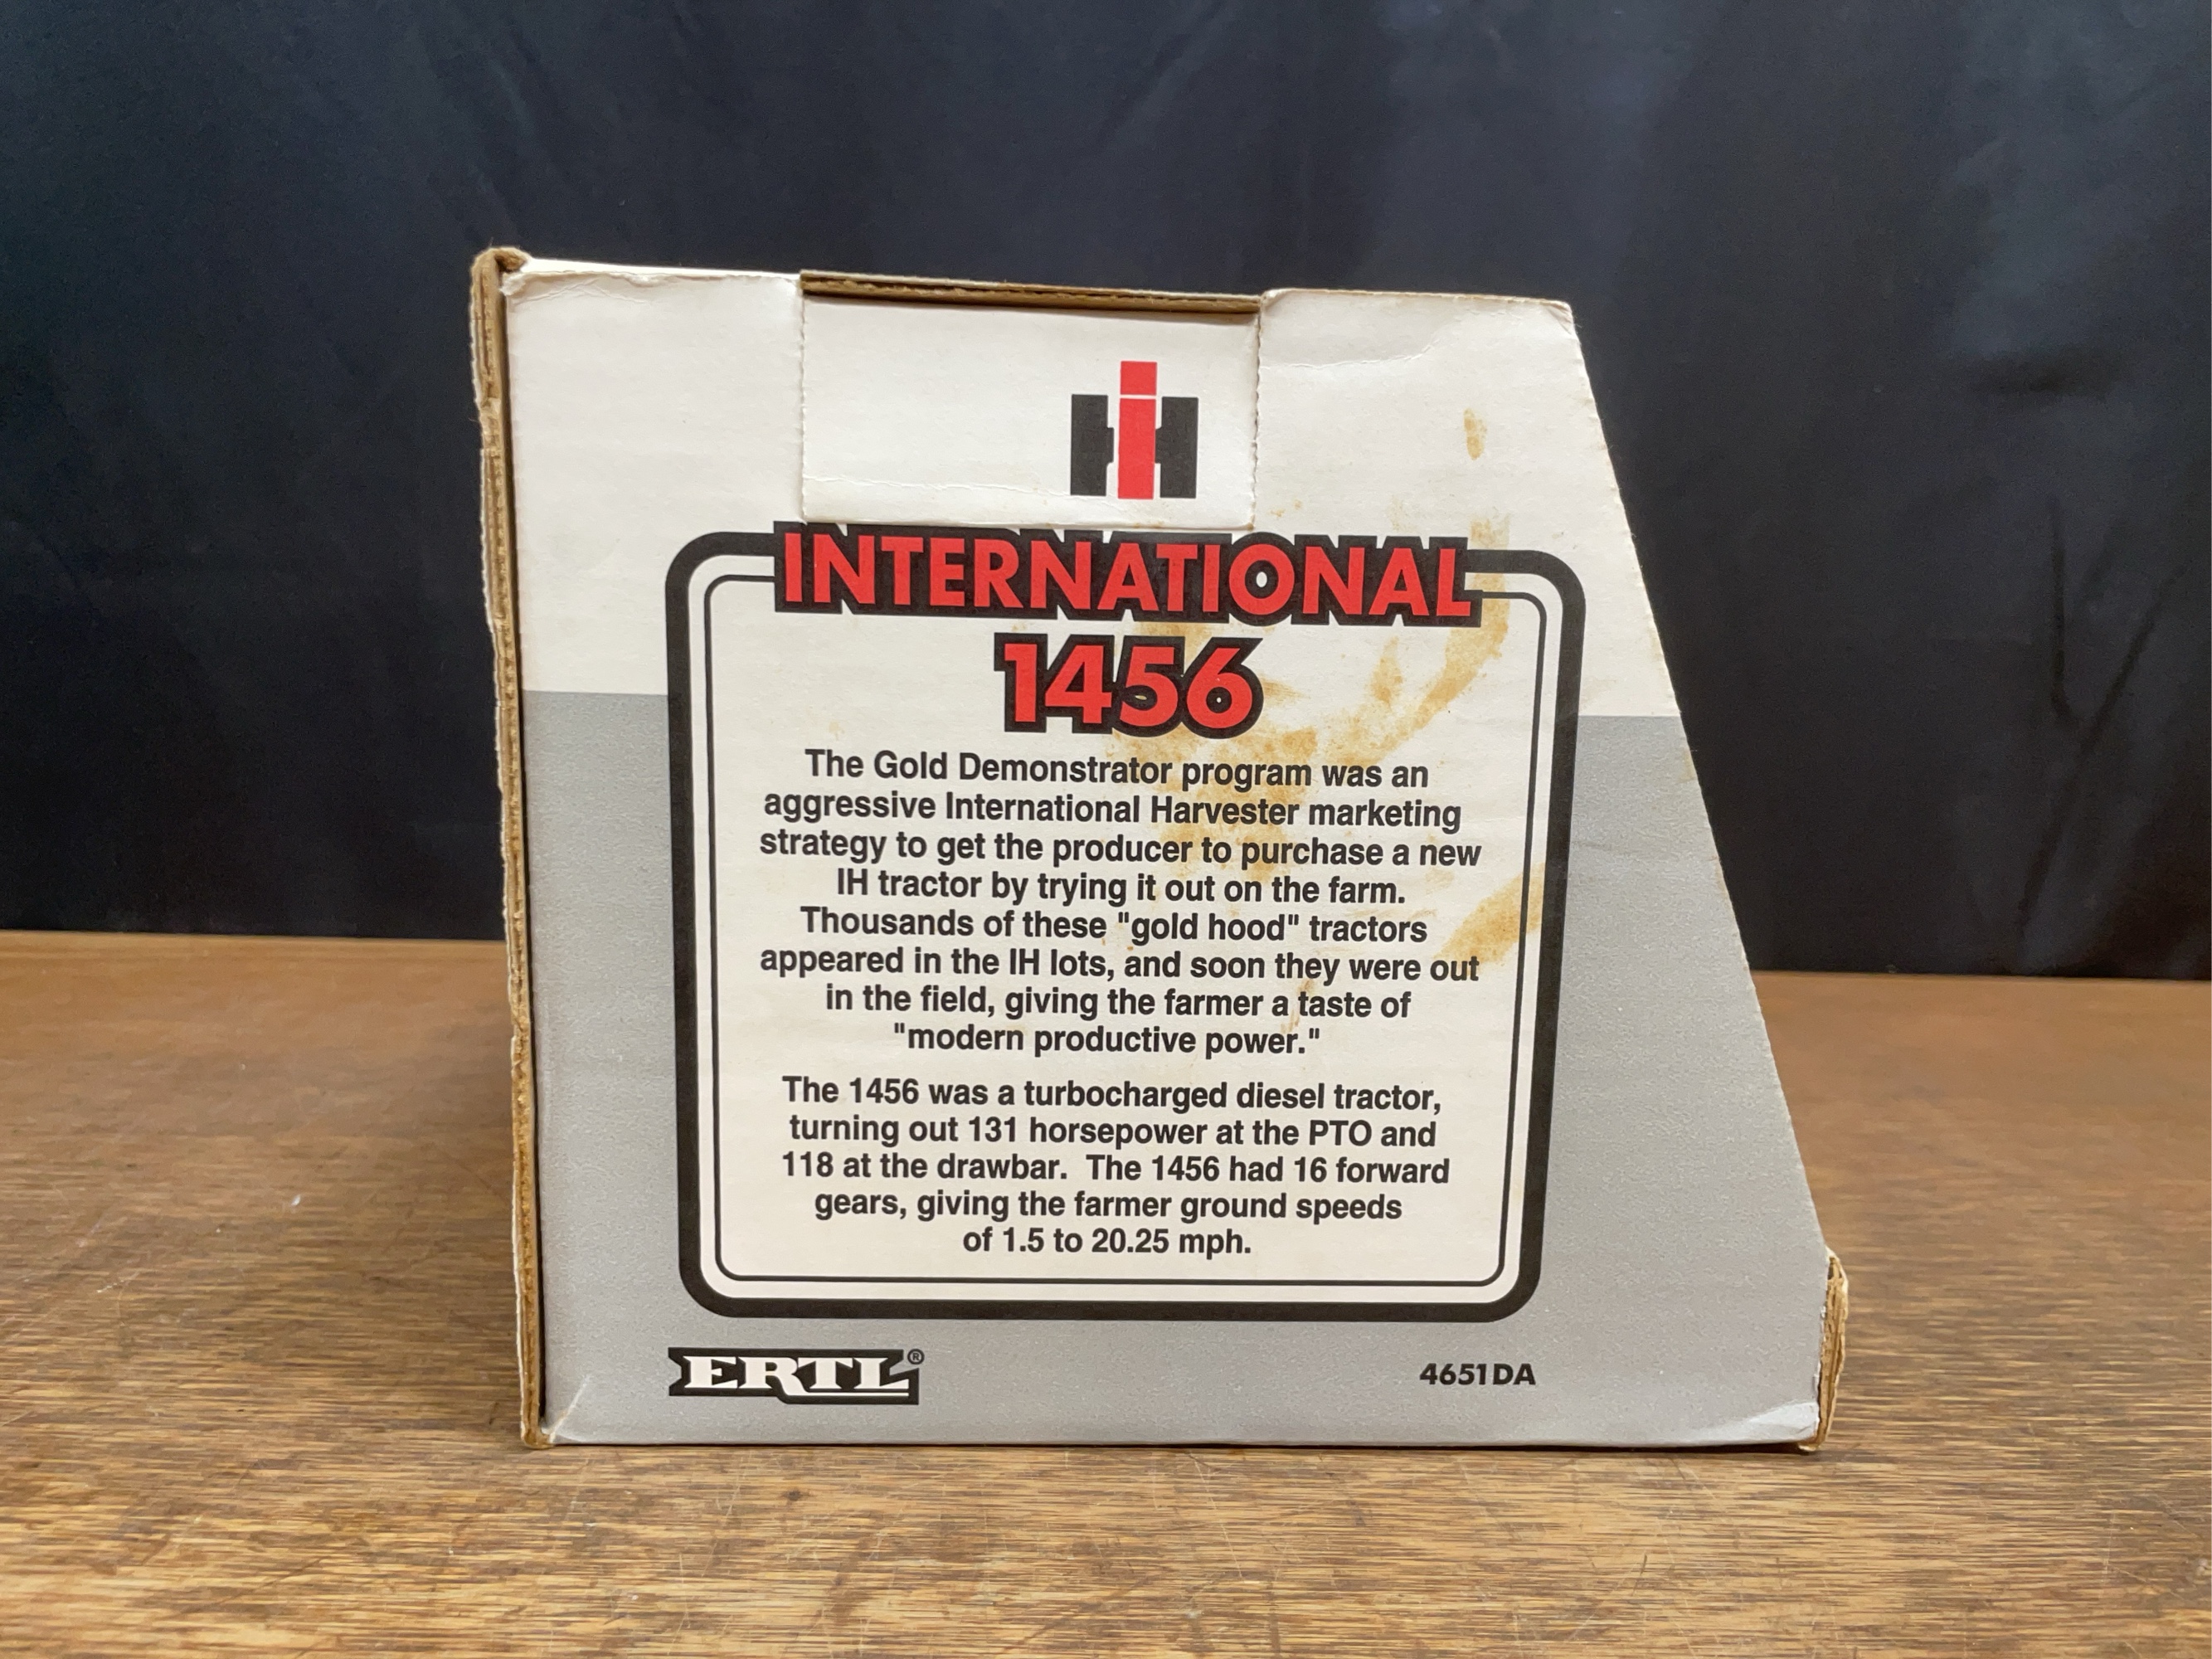 IH
INTERNATIONAL
1456
The Gold Demonstrator program was an
aggressive International Harvester marketing
strategy to get the producer to purchase a new
IH tractor by trying it out on the farm.
Thousands of these "gold hood" tractors
appeared in the IH lots, and soon they were out
in the field, giving the farmer a taste of
"modern productive power."
The 1456 was a turbocharged diesel tractor,
turning out 131 horsepower at the PTO and
118 at the drawbar.  The 1456 had 16 forward
gears, giving the farmer ground speeds
of 1.5 to 20.25 mph.
ERTL®
4651DA